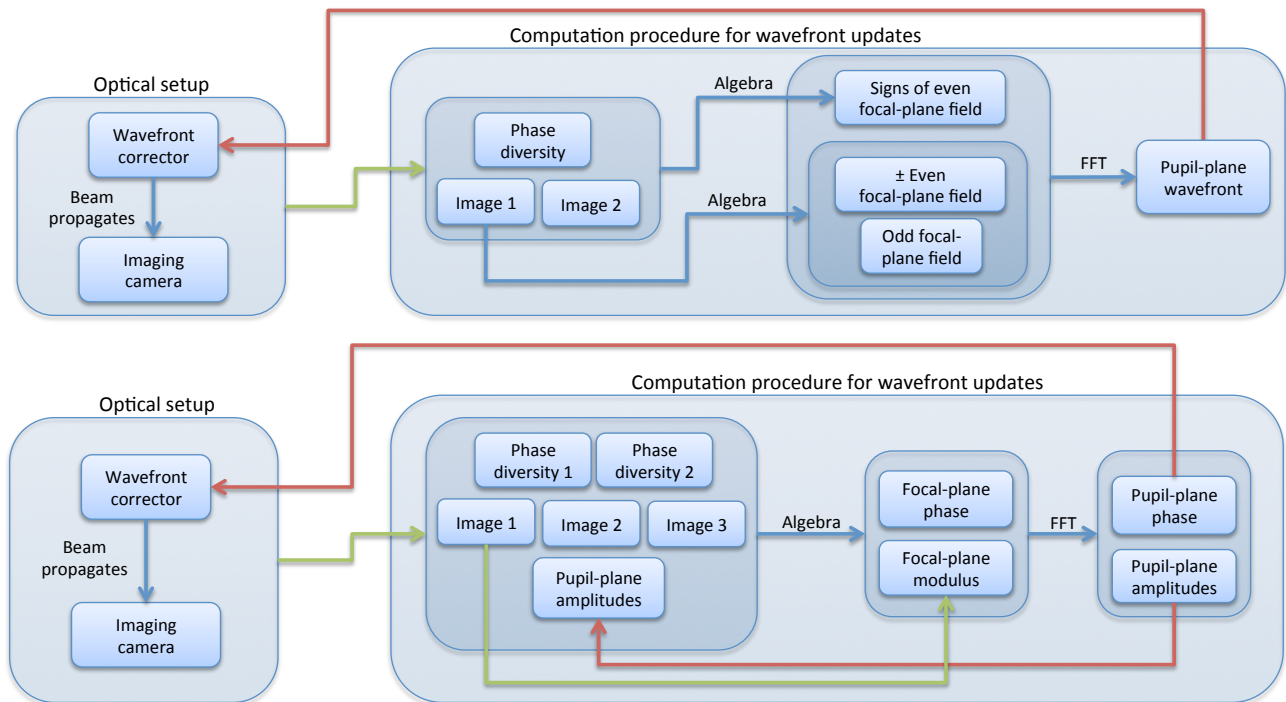 Computation procedure for wavefront updates
Optical setup
Wavefront
corrector
Beam
propagates
Imaging
camera
Phase
diversity
Image 1
Image 2
Algebra
Algebra
Signs of even
focal-plane field
± Even
focal-plane field
Odd focal-
plane field
FFT
Pupil-plane
wavefront
Computation procedure for wavefront updates
Optical setup
Wavefront
corrector
Beam
propagates
Imaging
camera
Phase
diversity 1
Phase
diversity 2
Image 1
Image 2
Image 3
Pupil-plane
amplitudes
Algebra
Focal-plane
phase
Focal-plane
modulus
FFT
Pupil-plane
phase
Pupil-plane
amplitudes